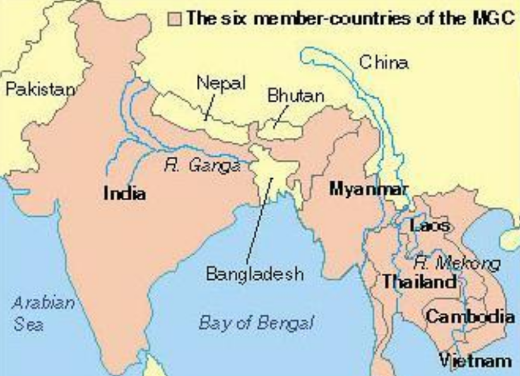 The six member-countries of the MGC
China
Pakistan
Nepal
Bhutan
R. Ganga
India
Myanmar
Laos
R. Mekong
Bangladesh
Thailand
Arabian
Sea
Bay of Bengal
Cambodia
Vietnam